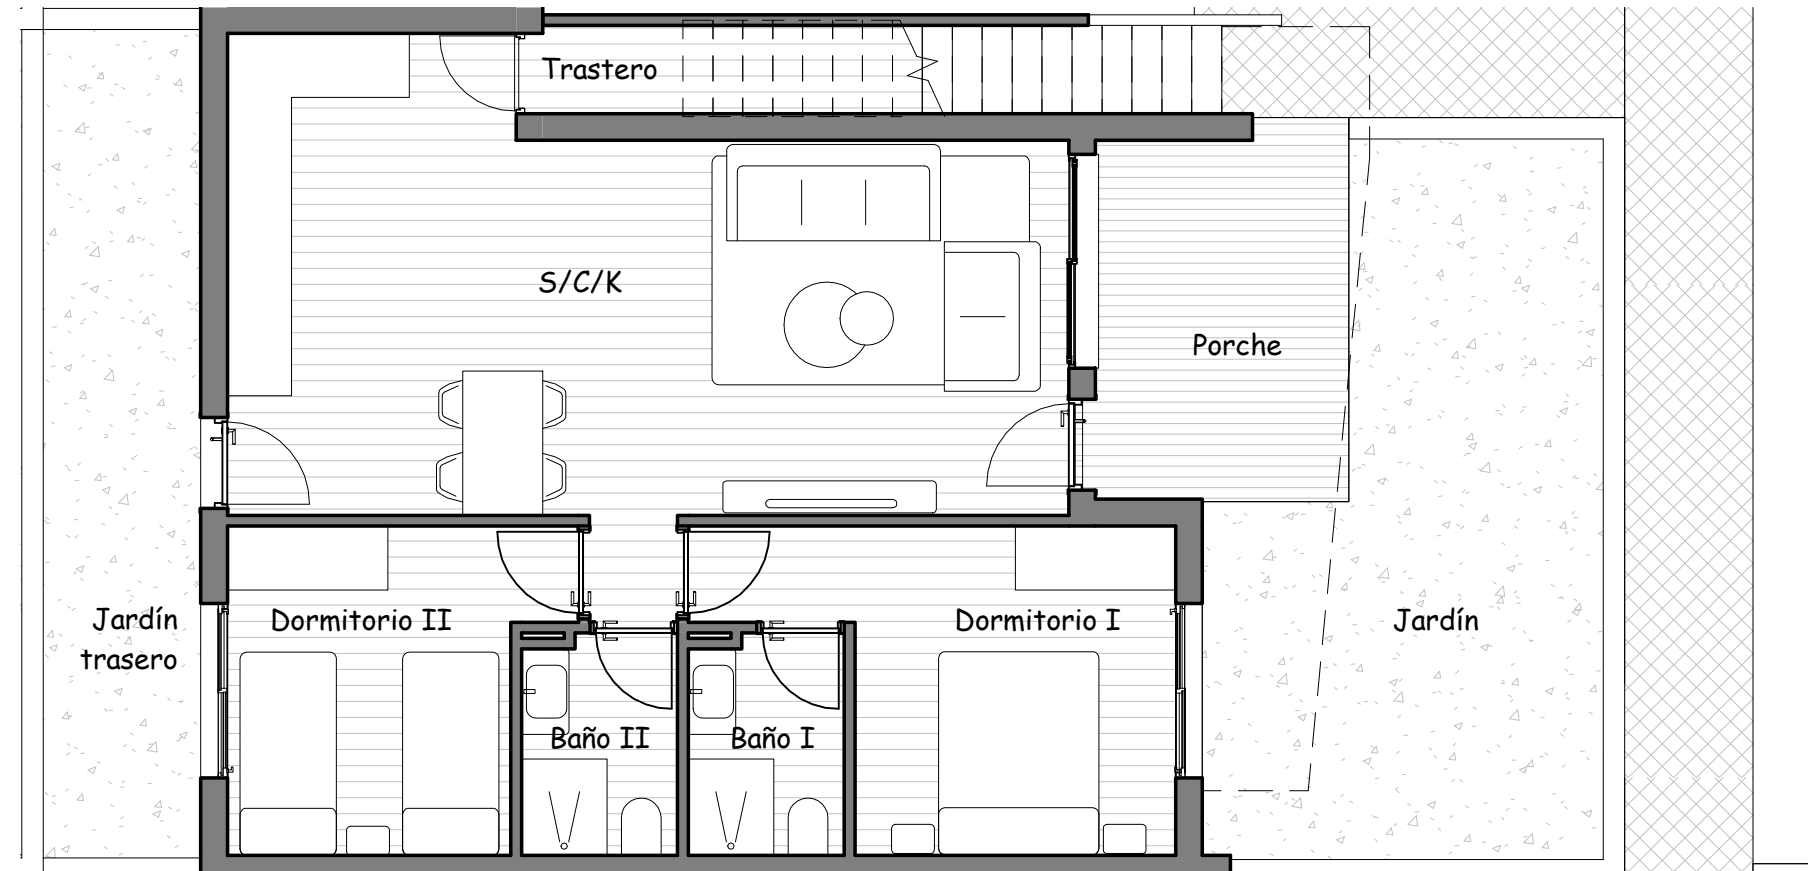 Trastero
S/C/K
Porche
Jardín
trasero
Dormitorio II
Dormitorio I
Jardín
Baño II
Baño I